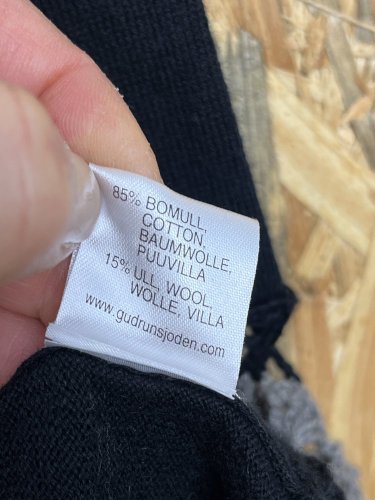 85% BOMULL,
COTTON,
BAUMWOLLE,
PUUVILLA
15% ULL, WOOL,
WOLLE, VILLA
www.gudrunsjoden.com